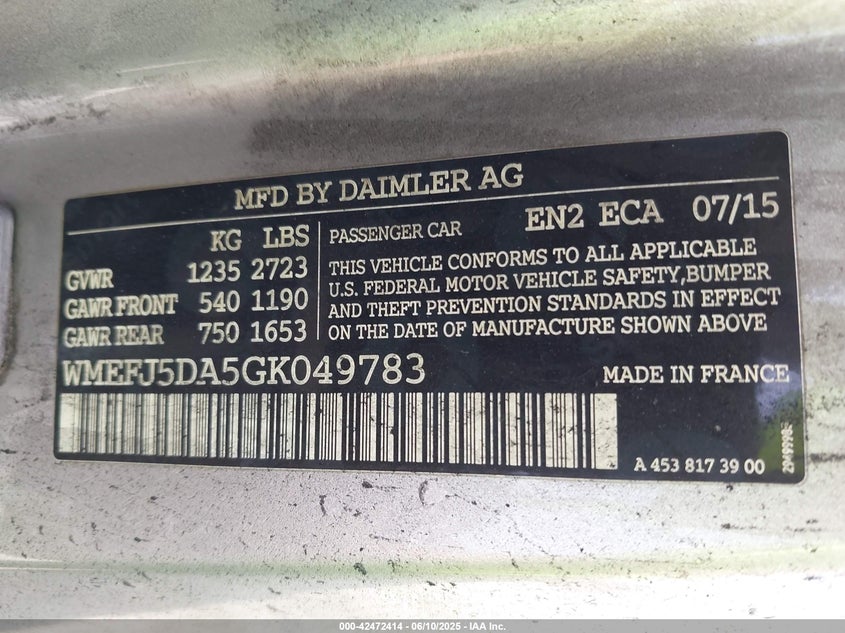 MFD BY DAIMLER AG
EN2 ECA 07/15
KG LBS
GVWR 1235 2723
GAWR FRONT 540 1190
GAWR REAR 750 1653
PASSENGER CAR
THIS VEHICLE CONFORMS TO ALL APPLICABLE
U.S. FEDERAL MOTOR VEHICLE SAFETY,BUMPER
AND THEFT PREVENTION STANDARDS IN EFFECT
ON THE DATE OF MANUFACTURE SHOWN ABOVE
WMEFJ5DA5GK049783
MADE IN FRANCE
A 453 817 39 00
000-42472414 - 06/10/2025 - IAA Inc.